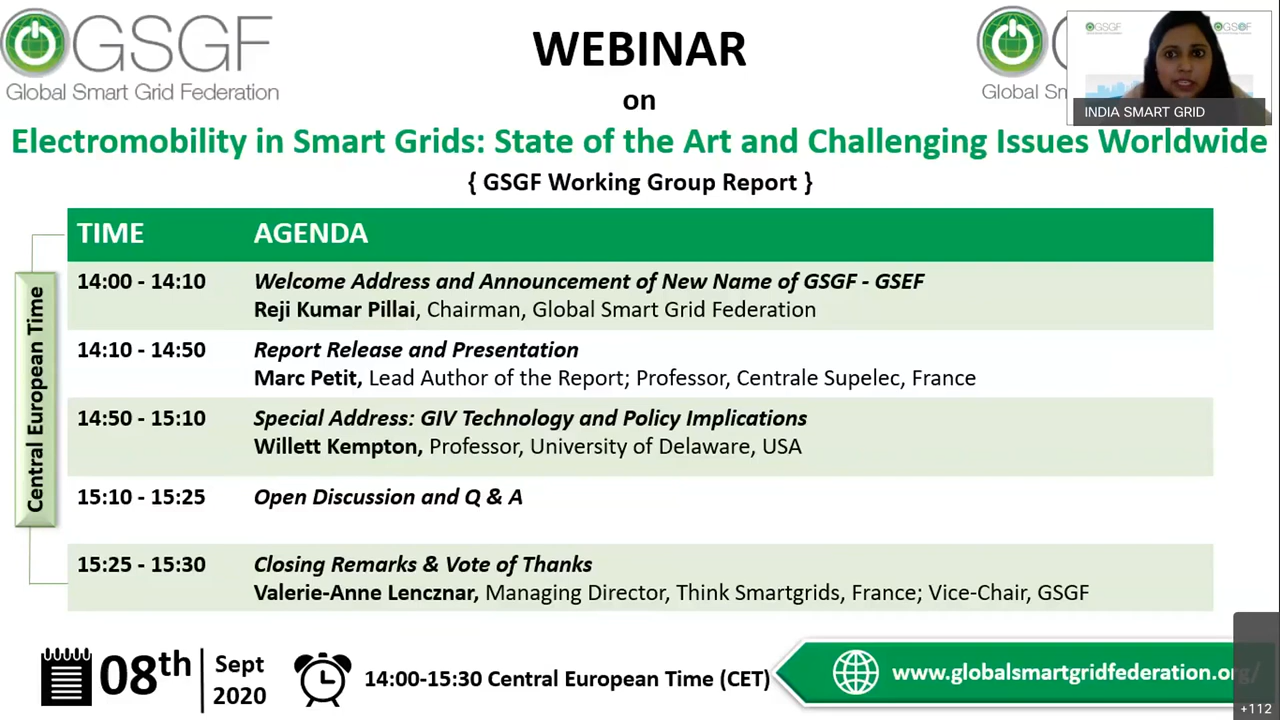 GSGF
Global Smart Grid Federation
WEBINAR
on
Global S
GSGF
GSGF
INDIA SMART GRID
Electromobility in Smart Grids: State of the Art and Challenging Issues Worldwide
{ GSGF Working Group Report }
Central European Time
TIME AGENDA
14:00 - 14:10 Welcome Address and Announcement of New Name of GSGF - GSEF
Reji Kumar Pillai, Chairman, Global Smart Grid Federation
14:10 - 14:50 Report Release and Presentation
Marc Petit, Lead Author of the Report; Professor, Centrale Supelec, France
14:50 - 15:10 Special Address: GIV Technology and Policy Implications
Willett Kempton, Professor, University of Delaware, USA
15:10 - 15:25 Open Discussion and Q & A
15:25 - 15:30 Closing Remarks & Vote of Thanks
Valerie-Anne Lencznar, Managing Director, Think Smartgrids, France; Vice-Chair, GSGF
08th Sept
2020
14:00-15:30 Central European Time (CET)
www.globalsmartgridfederation.org/
+112